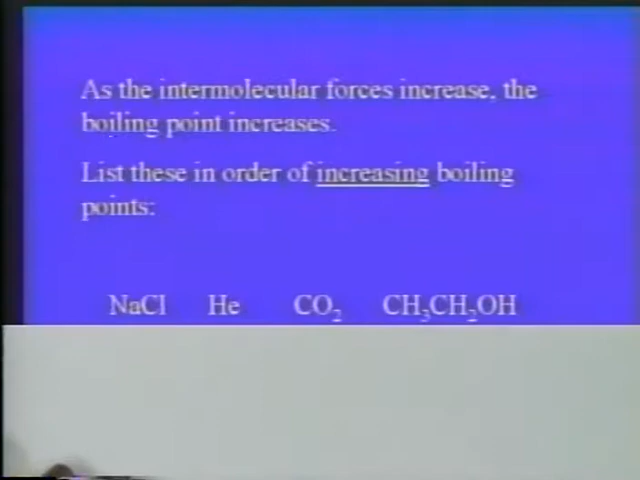 As the intermolecular forces increase, the
boiling point increases.
List these in order of increasing boiling
points:
NaCl He CO₂ CH₃CH₂OH